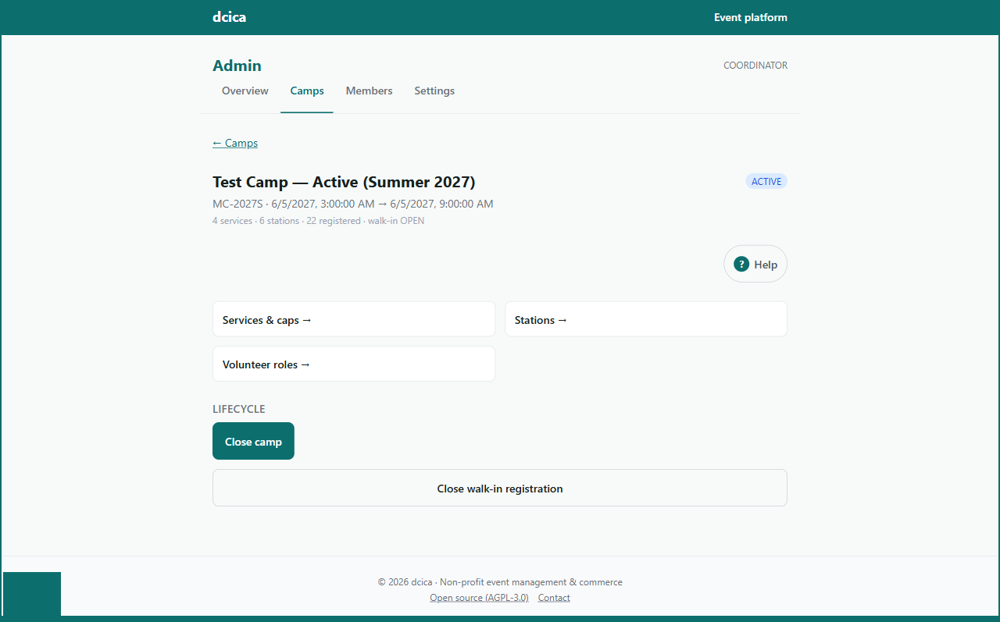 dcica
Event platform
Admin
COORDINATOR
Overview
Camps
Members
Settings
← Camps
Test Camp — Active (Summer 2027)
ACTIVE
MC-2027S · 6/5/2027, 3:00:00 AM → 6/5/2027, 9:00:00 AM
4 services · 6 stations · 22 registered · walk-in OPEN
? Help
Services & caps →
Stations →
Volunteer roles →
LIFECYCLE
Close camp
Close walk-in registration
© 2026 dcica · Non-profit event management & commerce
Open source (AGPL-3.0) Contact